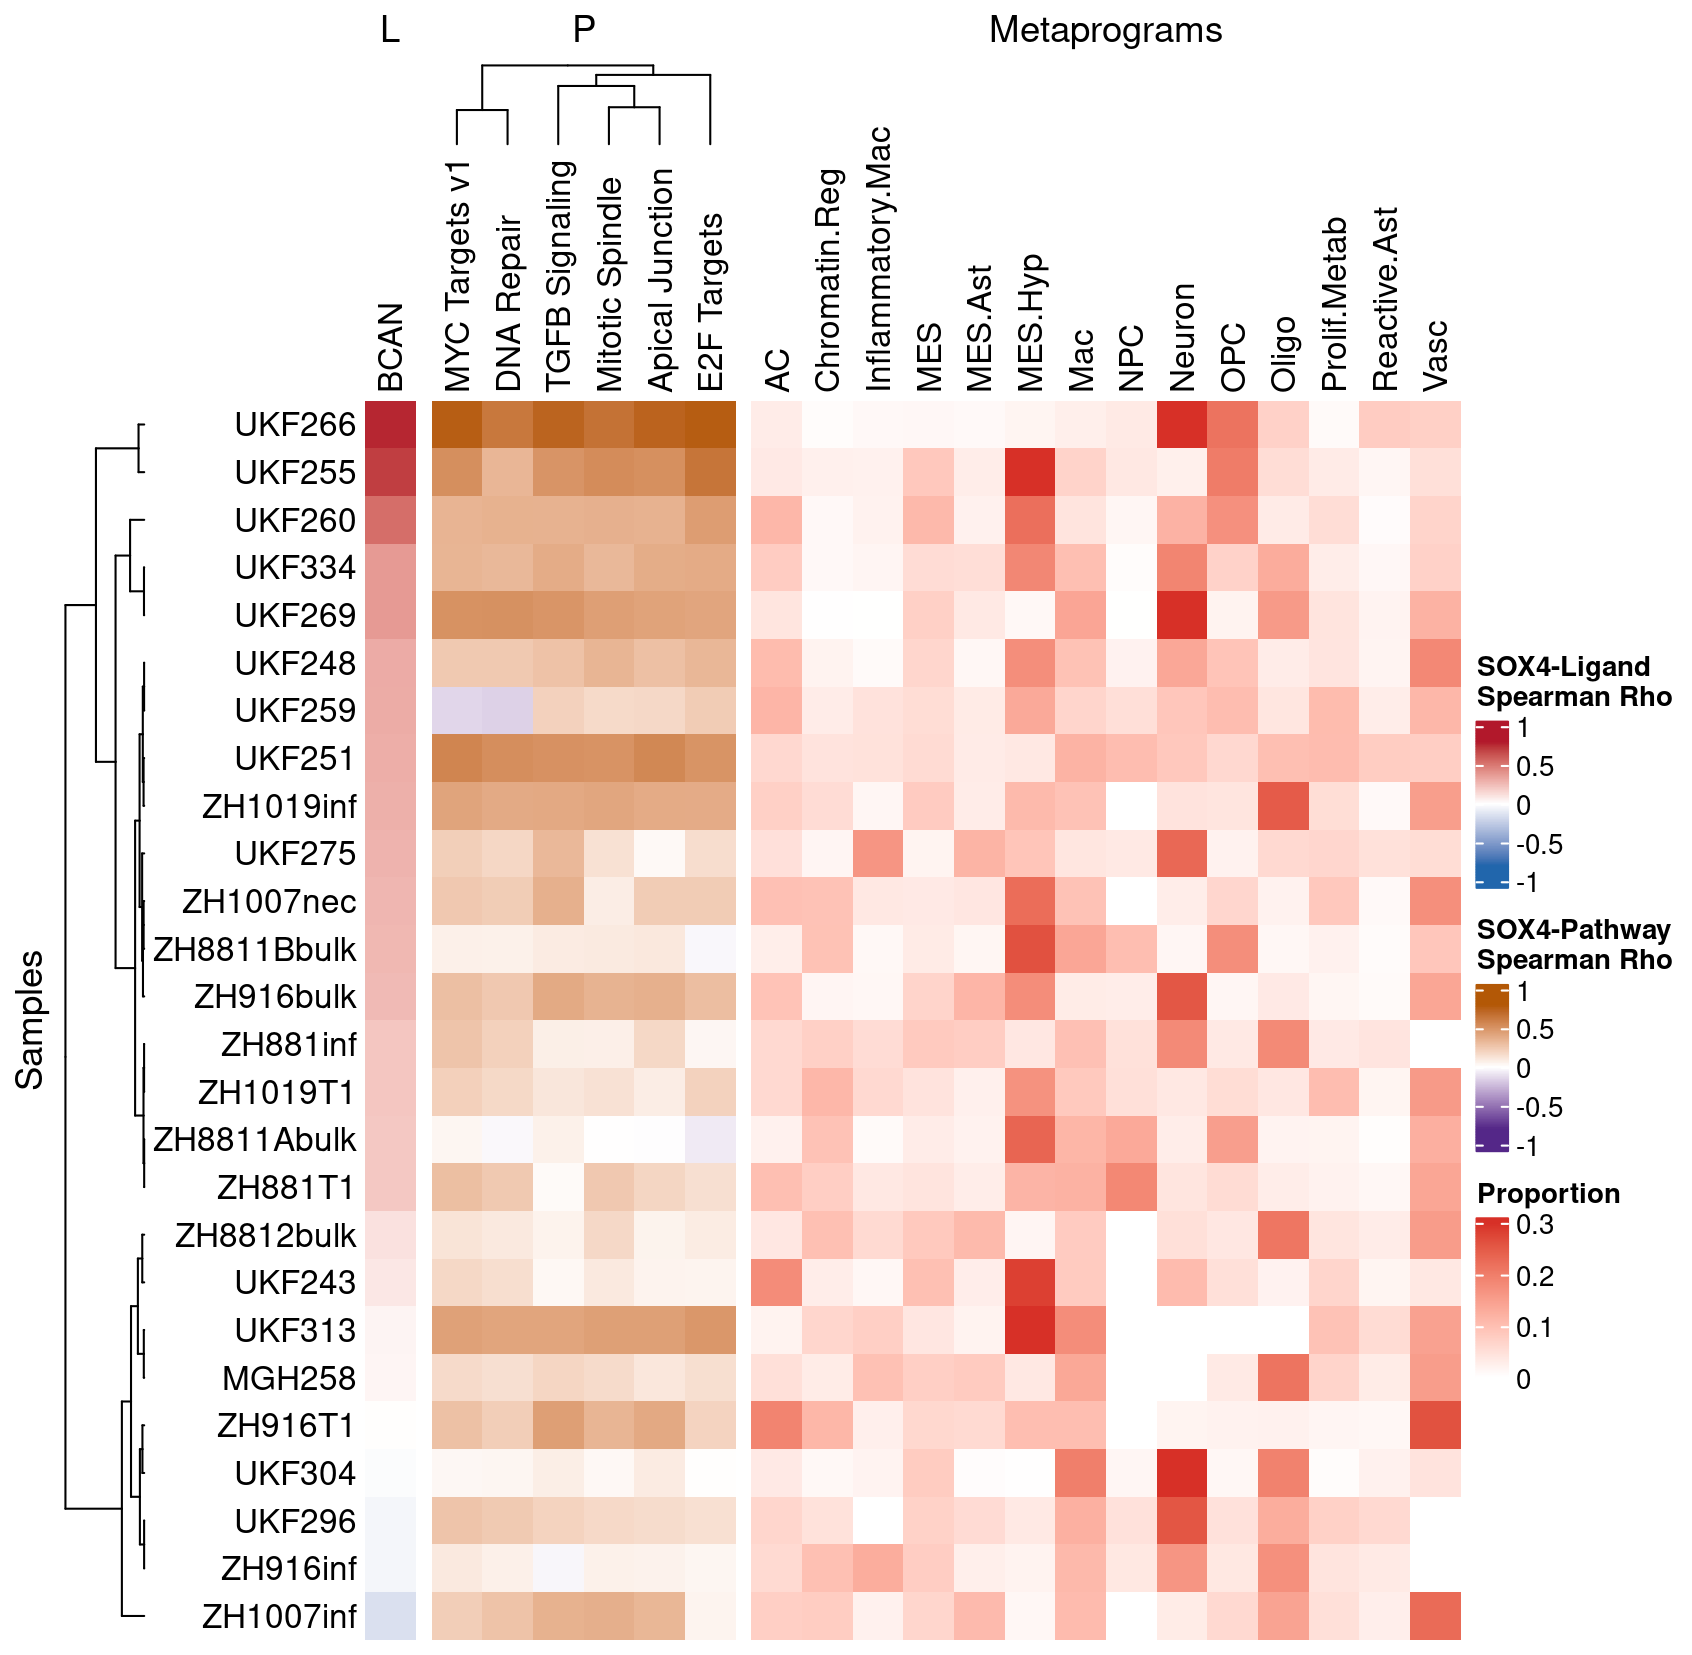 L
P
Metaprograms
BCAN
MYC Targets v1
DNA Repair
TGFB Signaling
Mitotic Spindle
Apical Junction
E2F Targets
AC
Chromatin.Reg
Inflammatory.Mac
MES
MES.Ast
MES.Hyp
Mac
NPC
Neuron
OPC
Oligo
Prolif.Metab
Reactive.Ast
Vasc
Samples
UKF266
UKF255
UKF260
UKF334
UKF269
UKF248
UKF259
UKF251
ZH1019inf
UKF275
ZH1007nec
ZH8811Bbulk
ZH916bulk
ZH881inf
ZH1019T1
ZH8811Abulk
ZH881T1
ZH8812bulk
UKF243
UKF313
MGH258
ZH916T1
UKF304
UKF296
ZH916inf
ZH1007inf
SOX4-Ligand
Spearman Rho
1
0.5
0
-0.5
-1
SOX4-Pathway
Spearman Rho
1
0.5
0
-0.5
-1
Proportion
0.3
0.2
0.1
0